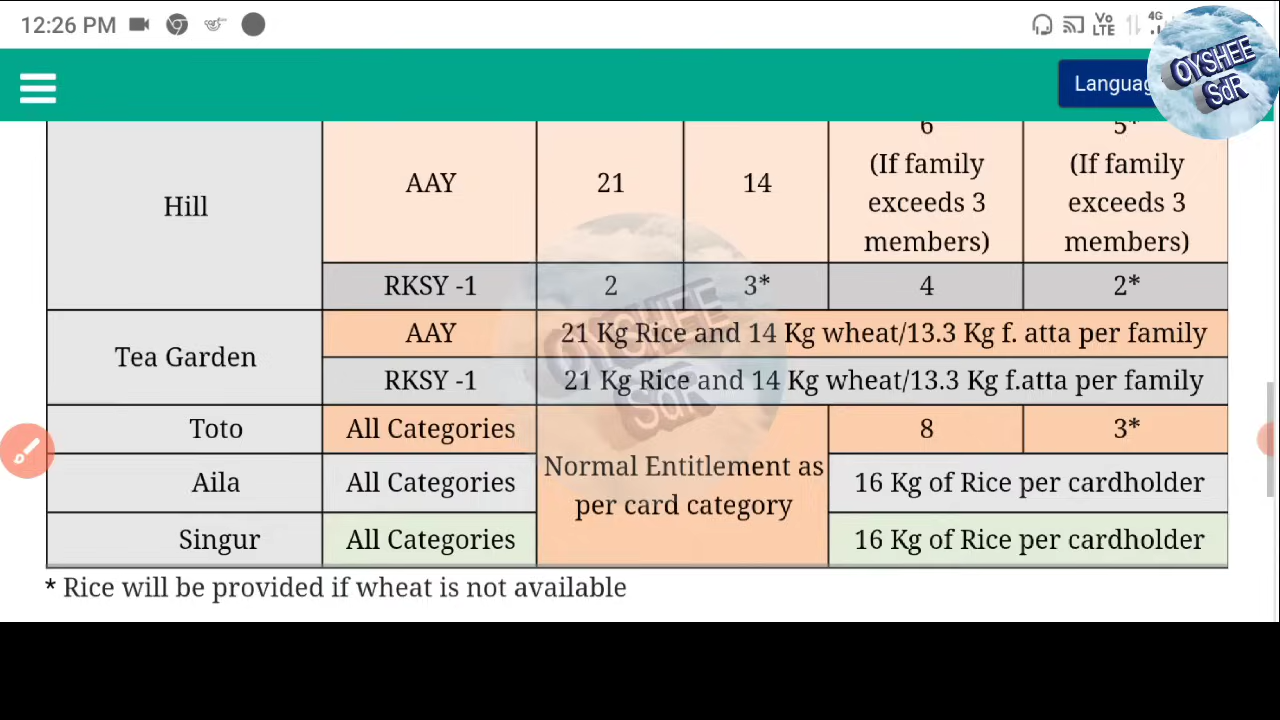 12:26 PM
Vo LTE 4G
Languag
OYSHEE
SdR
Hill
AAY
21
14
6
(If family
exceeds 3
members)
5*
(If family
exceeds 3
members)
RKSY -1
2
3*
4
2*
Tea Garden
AAY
21 Kg Rice and 14 Kg wheat/13.3 Kg f. atta per family
RKSY -1
21 Kg Rice and 14 Kg wheat/13.3 Kg f.atta per family
Toto
All Categories
Normal Entitlement as
per card category
8
3*
Aila
All Categories
16 Kg of Rice per cardholder
Singur
All Categories
16 Kg of Rice per cardholder
* Rice will be provided if wheat is not available
OYSHEE
SdR